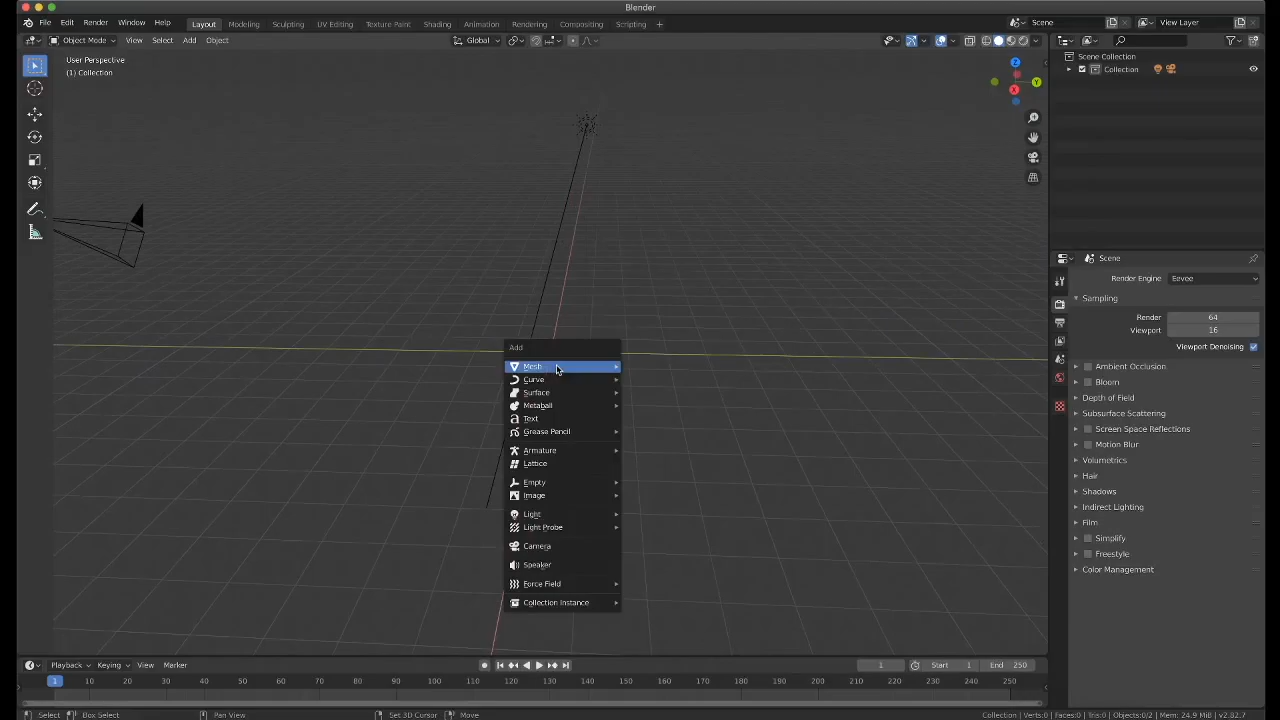 Blender
File Edit Render Window Help
Layout Modeling Sculpting UV Editing Texture Paint Shading Animation Rendering Compositing Scripting +
Scene
View Layer
Object Mode View Select Add Object
Global
User Perspective
(1) Collection
Z
Y
X
Scene Collection
Collection
Add
Mesh
Curve
Surface
Metaball
Text
Grease Pencil
Armature
Lattice
Empty
Image
Light
Light Probe
Camera
Speaker
Force Field
Collection Instance
Scene
Render Engine Eevee
Sampling
Render 64
Viewport 16
Viewport Denoising
Ambient Occlusion
Bloom
Depth of Field
Subsurface Scattering
Screen Space Reflections
Motion Blur
Volumetrics
Hair
Shadows
Indirect Lighting
Film
Simplify
Freestyle
Color Management
Playback Keying View Marker
1 Start 1 End 250
1 10 20 30 40 50 60 70 80 90 100 110 120 130 140 150 160 170 180 190 200 210 220 230 240 250
Select Box Select Pan View Set 3D Cursor Move
Collection | Verts:0 | Faces:0 | Tris:0 | Objects:0/2 | Mem: 24.9 MiB | v2.82.7